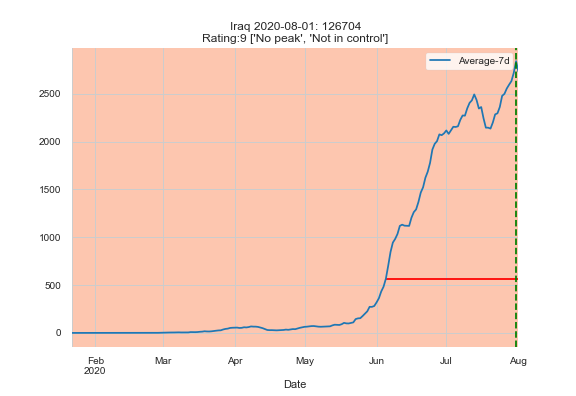 Iraq 2020-08-01: 126704
Rating:9 ['No peak', 'Not in control']
Average-7d
2500
2000
1500
1000
500
0
Feb Mar Apr May Jun Jul Aug
2020
Date